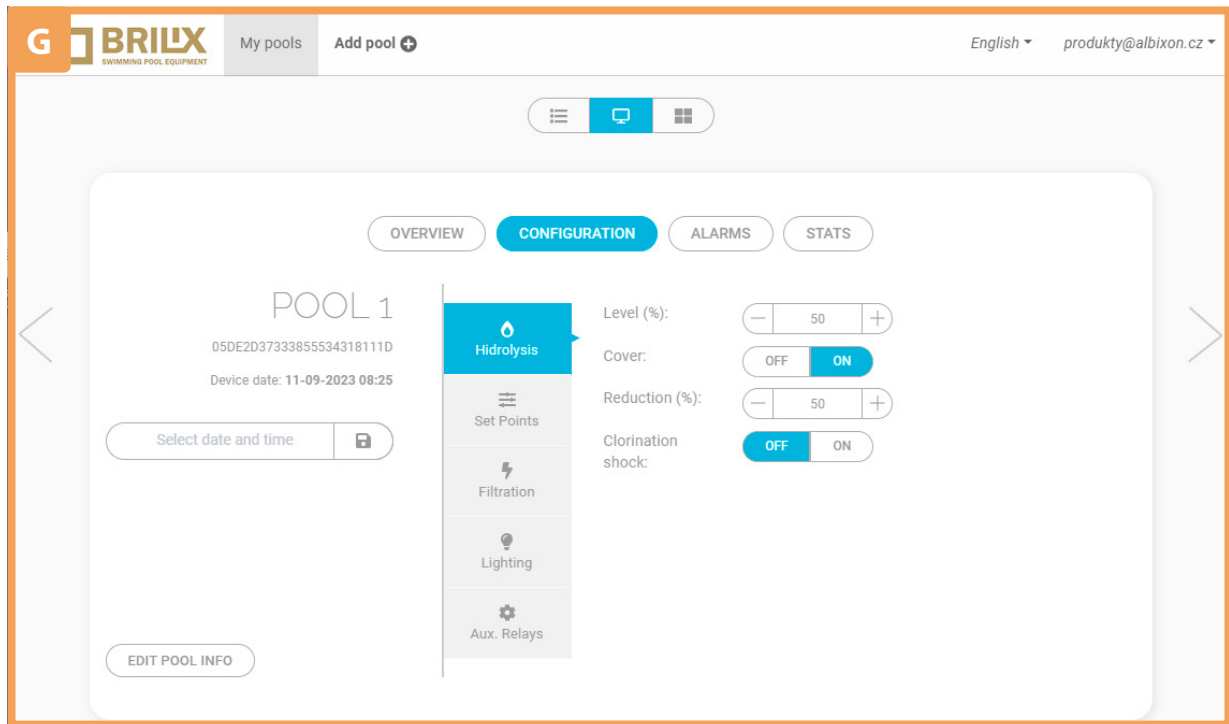 G
BRILIX
SWIMMING POOL EQUIPMENT
My pools
Add pool
English
produkty@albixon.cz
OVERVIEW
CONFIGURATION
ALARMS
STATS
POOL 1
05DE2D37333855534318111D
Device date: 11-09-2023 08:25
Select date and time
EDIT POOL INFO
Hidrolysis
Set Points
Filtration
Lighting
Aux. Relays
Level (%):
50
Cover:
OFF ON
Reduction (%):
50
Clorination
shock:
OFF ON